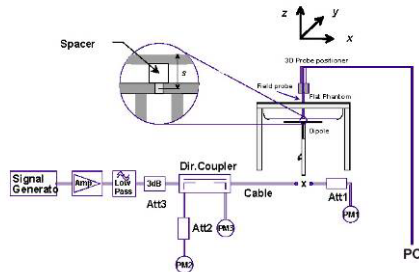 z
y
x
Spacer
s
3D Probe positioner
Field probe
Flat Phantom
Dipole
Signal
Generato
Amp
Low
Pass
3dB
Att3
Dir.Coupler
Cable
x
Att1
PM1
Att2
PM3
PM2
PC